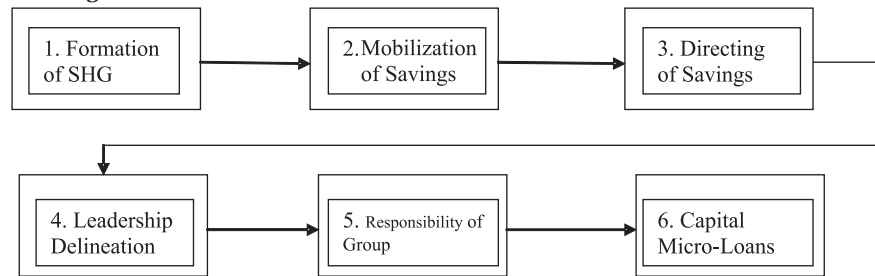 1. Formation
of SHG
2. Mobilization
of Savings
3. Directing
of Savings
4. Leadership
Delineation
5. Responsibility of
Group
6. Capital
Micro-Loans